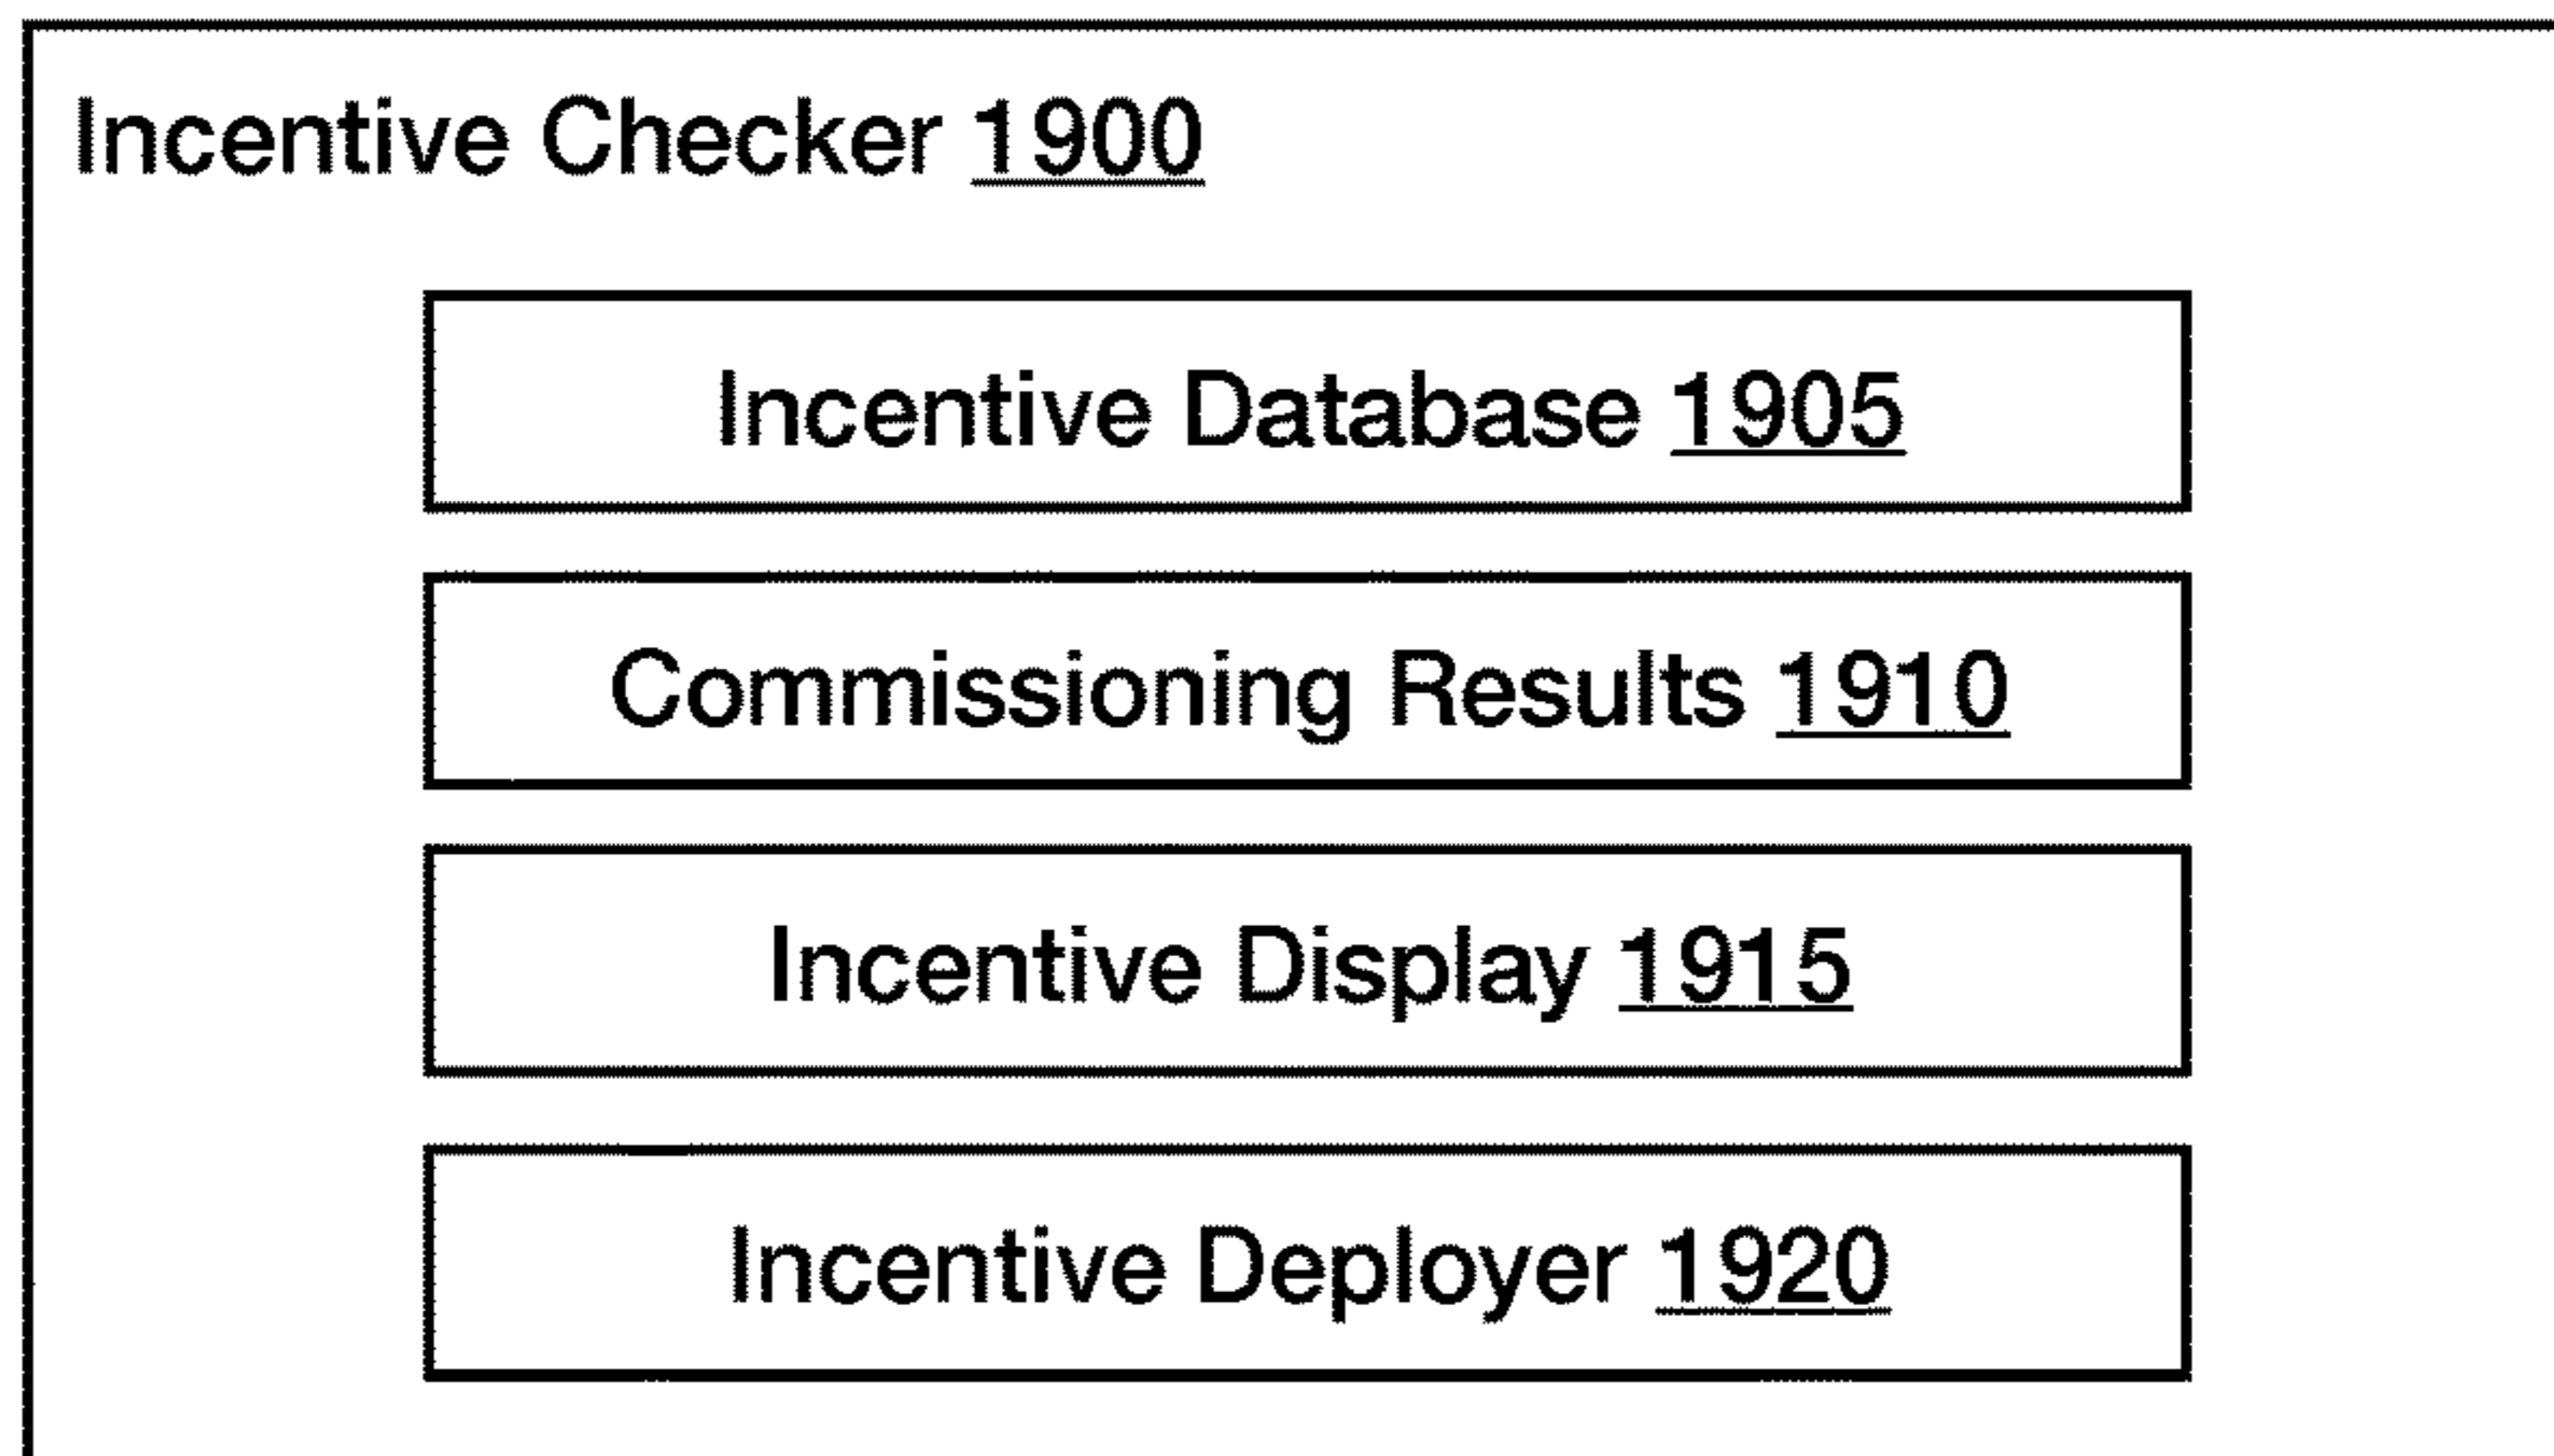 Incentive Checker 1900
Incentive Database 1905
Commissioning Results 1910
Incentive Display 1915
Incentive Deployer 1920